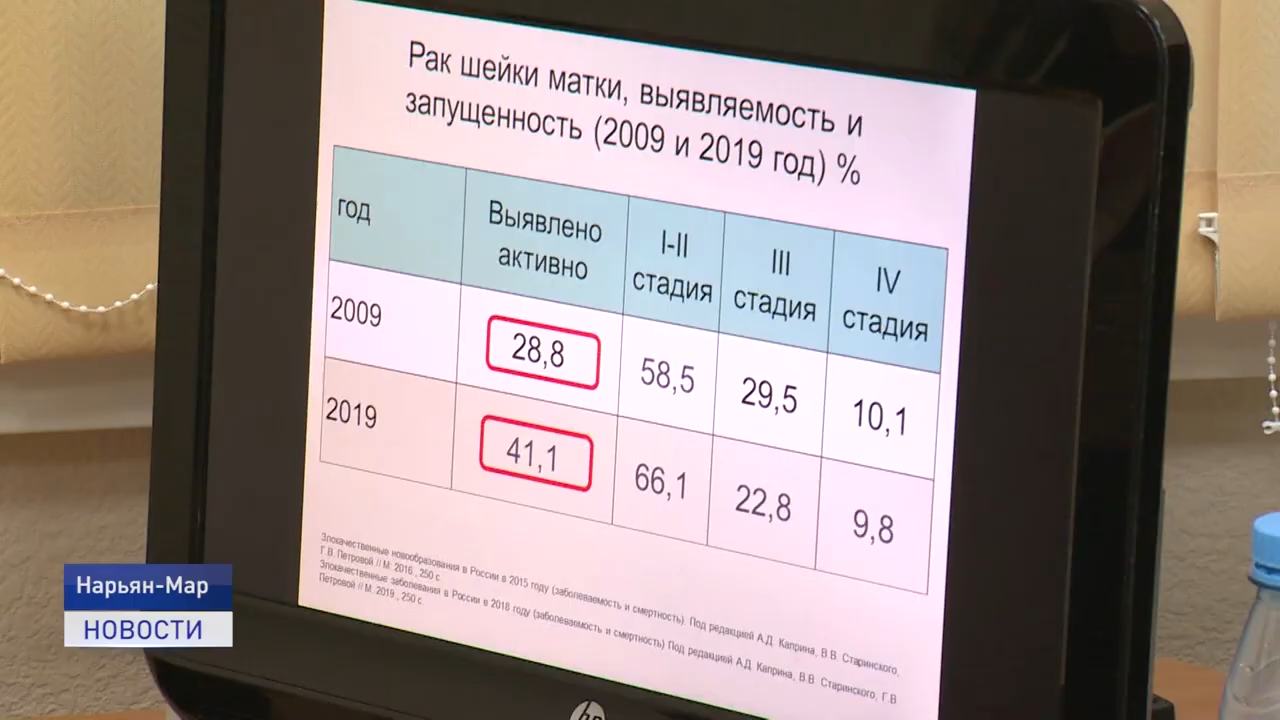 Рак шейки матки, выявляемость и
запущенность (2009 и 2019 год) %
год
Выявлено
активно
I-II
стадия
III
стадия
IV
стадия
2009
28,8
58,5
29,5
10,1
2019
41,1
66,1
22,8
9,8
Злокачественные новообразования в России в 2015 году (заболеваемость и смертность). Под редакцией А.Д. Каприна, В.В. Старинского,
Г.В. Петровой // М. 2016., 250 с.
Злокачественные заболевания в России в 2018 году (заболеваемость и смертность) Под редакцией А.Д. Каприна, В.В. Старинского, Г.В.
Петровой // М. 2019., 250 с.
Нарьян-Мар
НОВОСТИ
hp